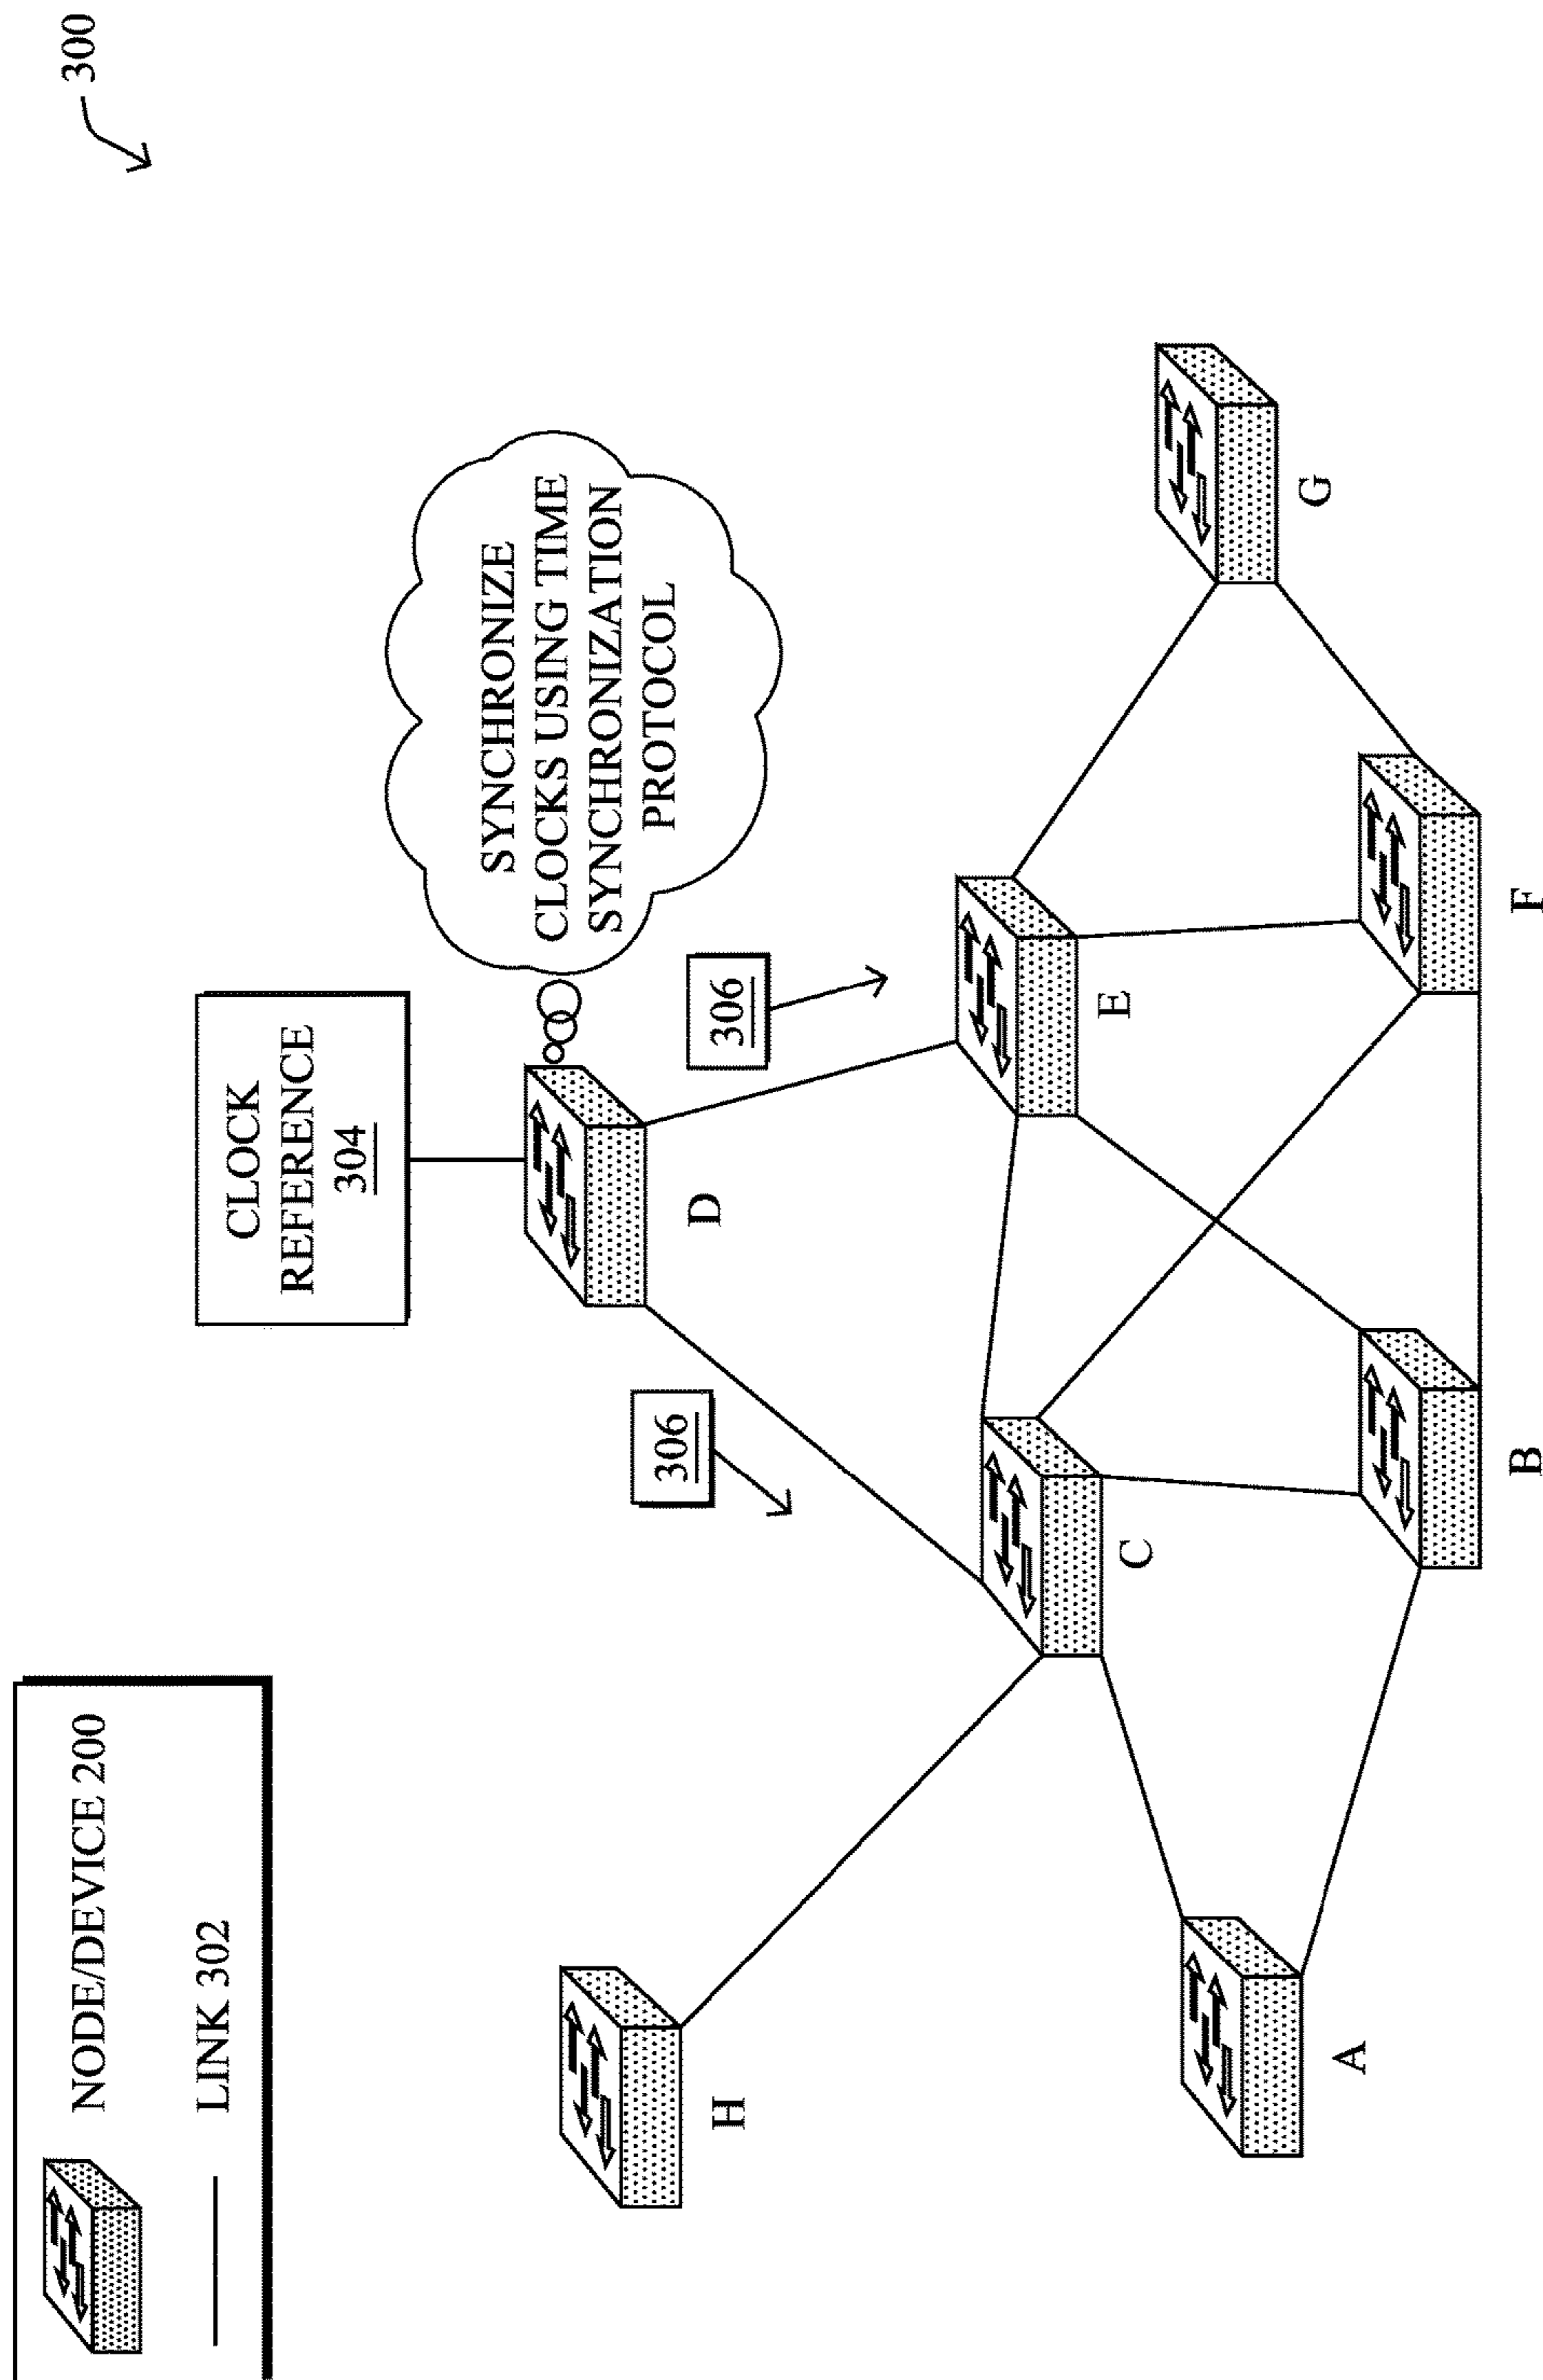 300
NODE/DEVICE 200
LINK 302
CLOCK
REFERENCE
304
SYNCHRONIZE
CLOCKS USING TIME
SYNCHRONIZATION
PROTOCOL
306
306
H
D
C
E
A
G
B
F